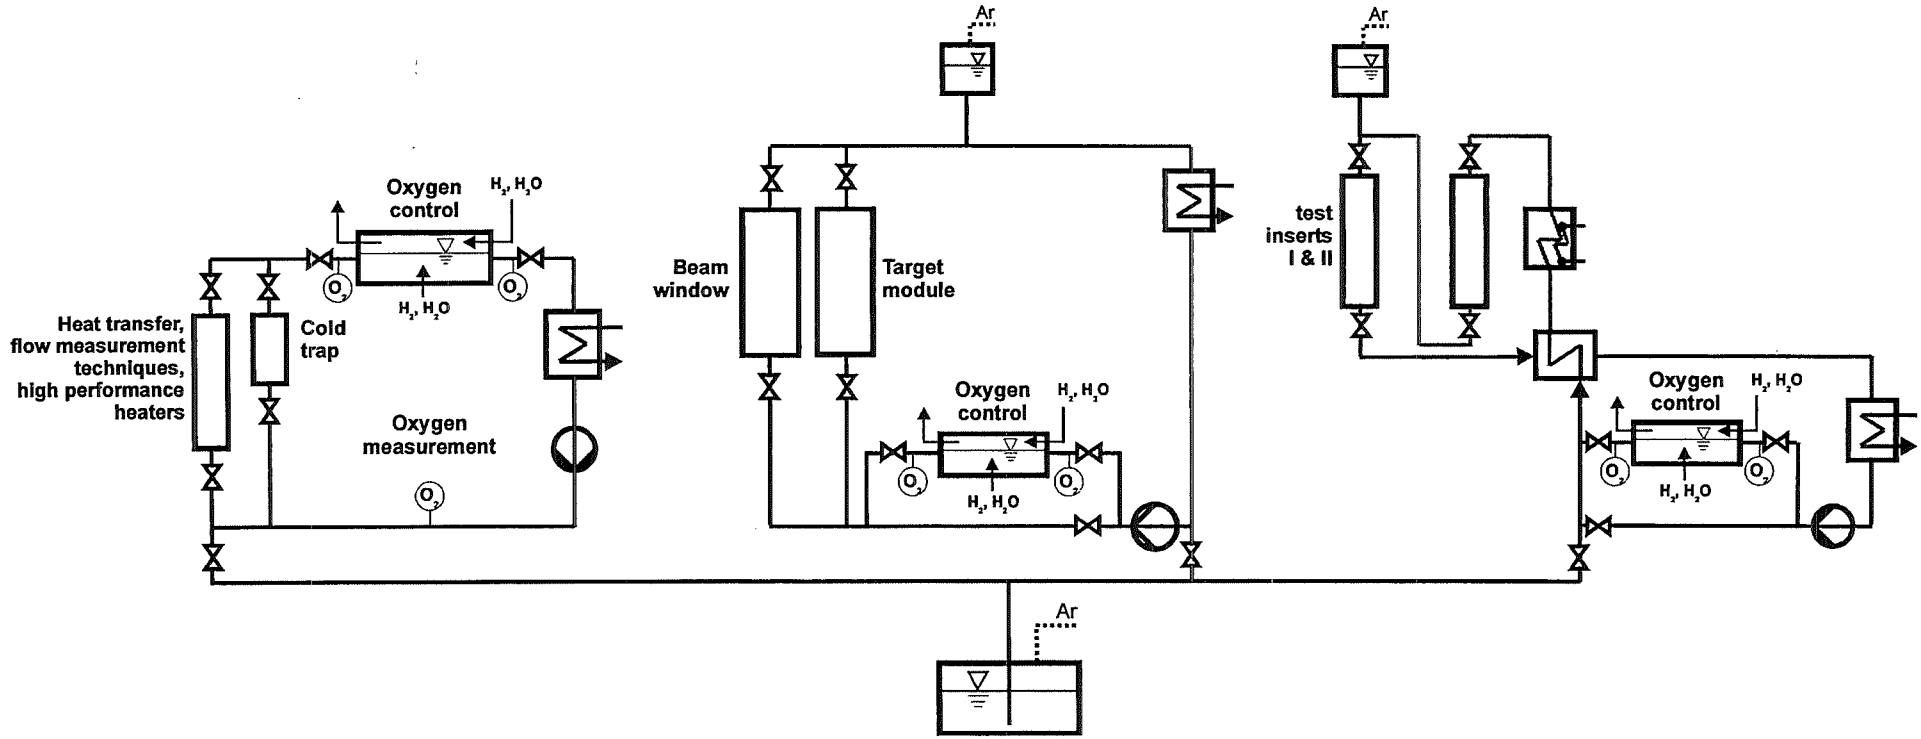 Ar
Ar
Oxygen
control
H₂, H₂O
O₂
O₂
H₂, H₂O
Heat transfer,
flow measurement
techniques,
high performance
heaters
Cold
trap
Oxygen
measurement
O₂
Beam
window
Target
module
Oxygen
control
H₂, H₂O
O₂
O₂
H₂, H₂O
test
inserts
I & II
Oxygen
control
H₂, H₂O
O₂
O₂
H₂, H₂O
Ar